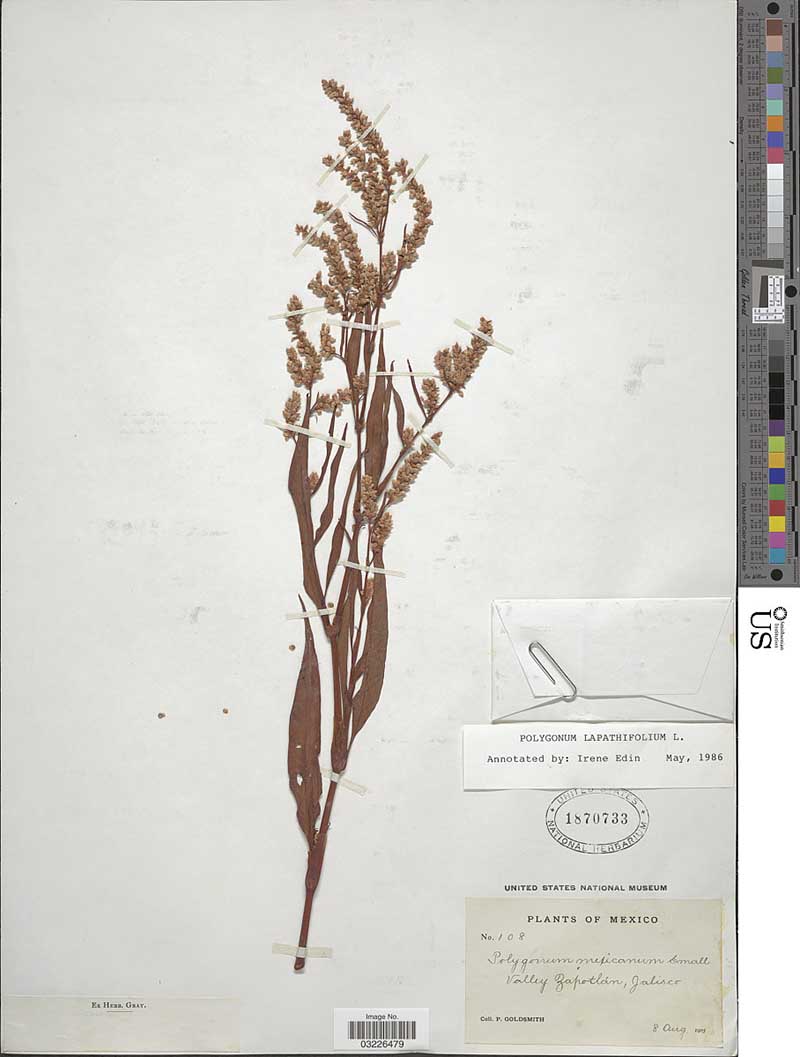 US
Smithsonian
Institution
POLYGONUM LAPATHIFOLIUM L.
Annotated by: Irene Edin May, 1986
UNITED STATES
1870733
NATIONAL HERBARIUM
UNITED STATES NATIONAL MUSEUM
PLANTS OF MEXICO
No. 108
Polygonum mexicanum Small
Valley Zapotlán, Jalisco
Coll. P. GOLDSMITH
8 Aug.
Ex Herb. Gray.
Image No.
03226479